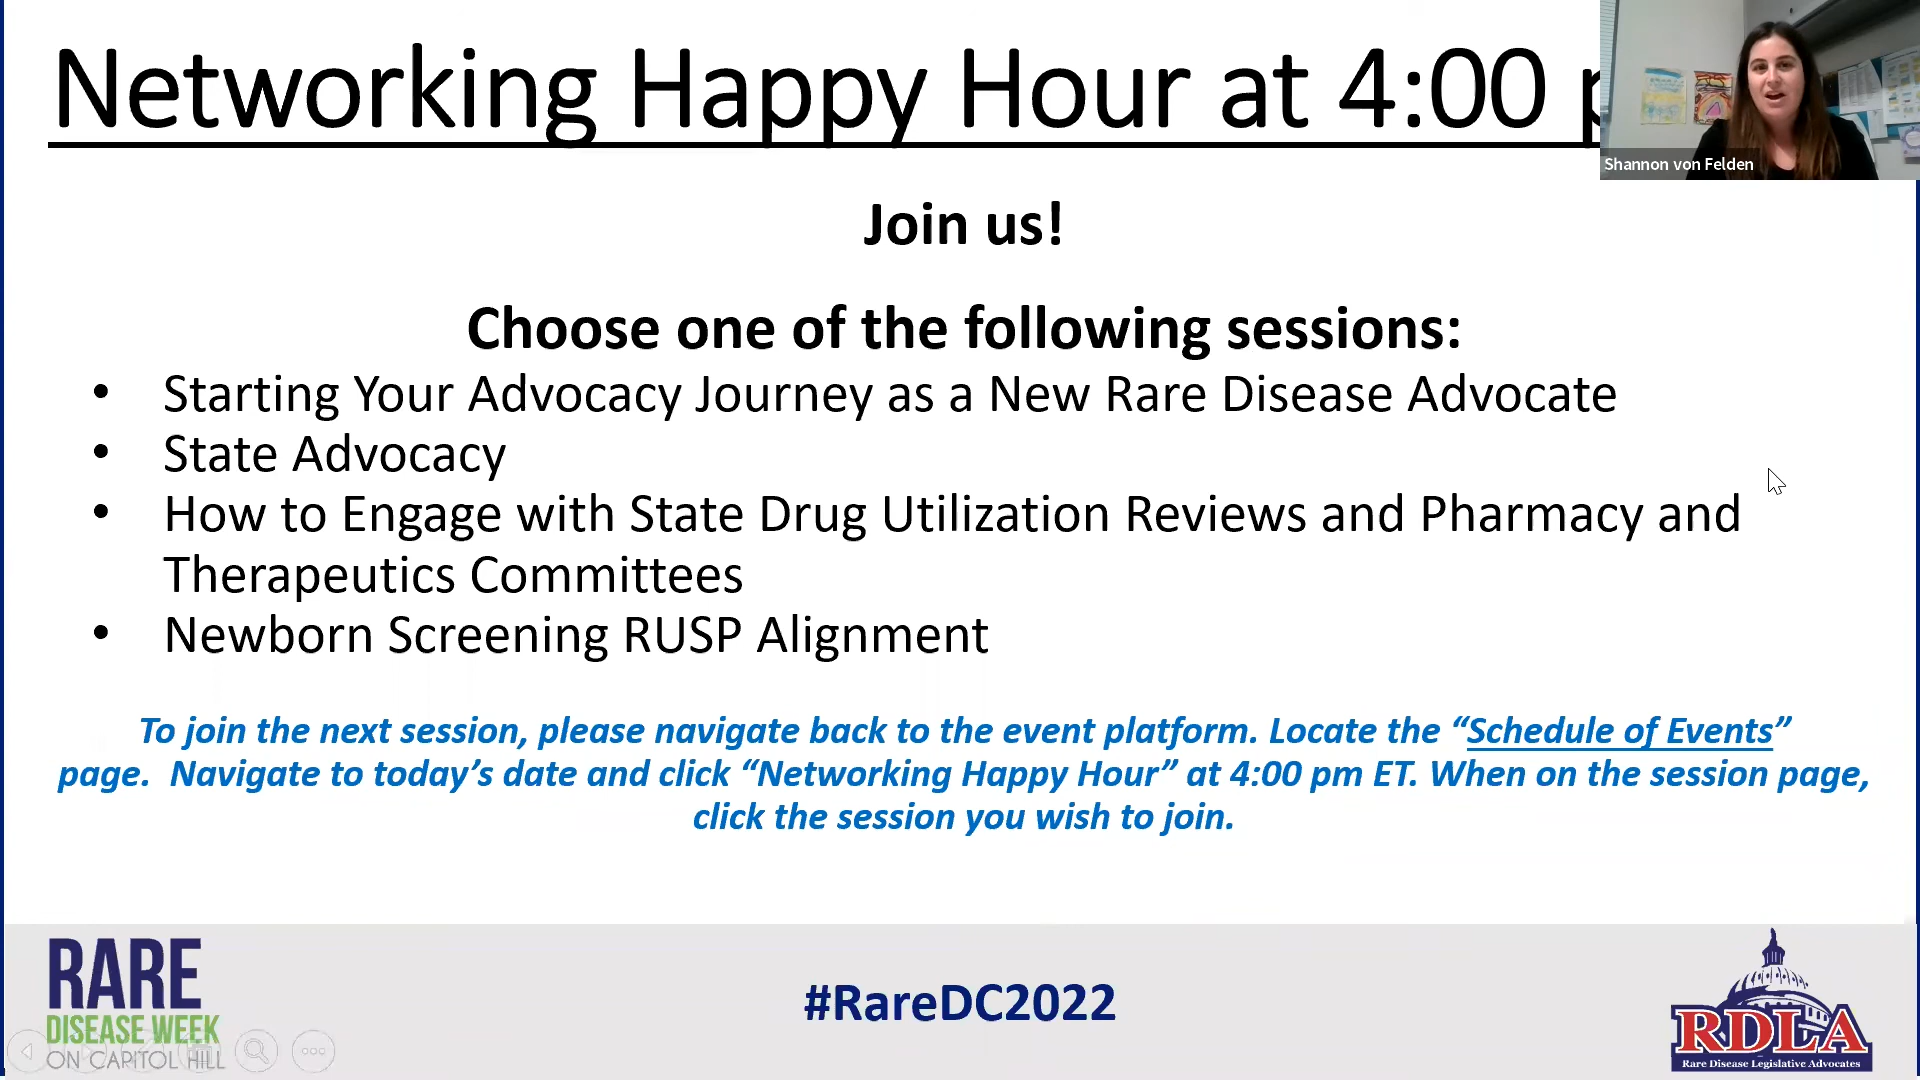 Networking Happy Hour at 4:00 p
Shannon von Felden
Join us!
Choose one of the following sessions:
• Starting Your Advocacy Journey as a New Rare Disease Advocate
• State Advocacy
• How to Engage with State Drug Utilization Reviews and Pharmacy and
Therapeutics Committees
• Newborn Screening RUSP Alignment
To join the next session, please navigate back to the event platform. Locate the “Schedule of Events”
page.  Navigate to today’s date and click “Networking Happy Hour” at 4:00 pm ET. When on the session page,
click the session you wish to join.
RARE
DISEASE WEEK
ON CAPITOL HILL
#RareDC2022
RDLA
Rare Disease Legislative Advocates